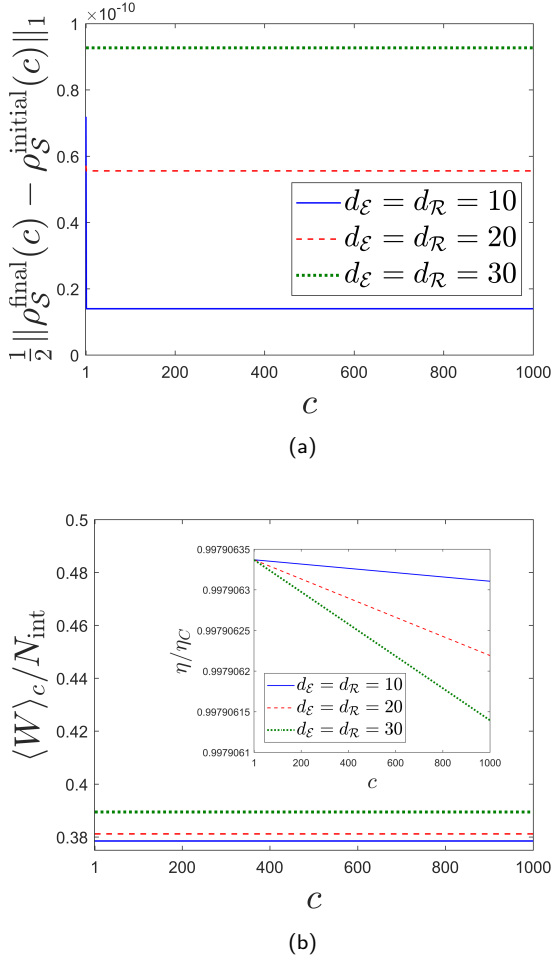 ×10⁻¹⁰
1
0.8
0.6
0.4
0.2
0
½||ρ_𝒮^final(c) − ρ_𝒮^initial(c)||₁
d_ℰ = d_ℛ = 10
d_ℰ = d_ℛ = 20
d_ℰ = d_ℛ = 30
1 200 400 600 800 1000
c
(a)
0.5
0.48
0.46
0.44
0.42
0.4
0.38
⟨W⟩_c/N_int
0.99790635
0.9979063
0.99790625
0.9979062
0.99790615
0.9979061
η/η_C
d_ℰ = d_ℛ = 10
d_ℰ = d_ℛ = 20
d_ℰ = d_ℛ = 30
1 200 400 600 800 1000
c
1 200 400 600 800 1000
c
(b)